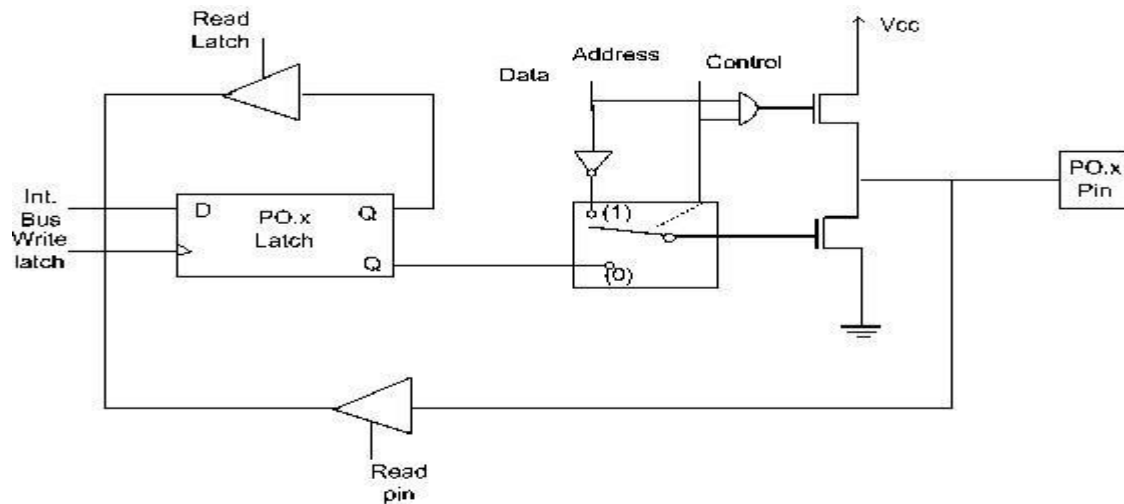 Read
Latch
Address
Data
Control
Vcc
Int.
Bus
Write
latch
D
PO.x
Latch
Q
Q
(1)
(0)
PO.x
Pin
Read
pin